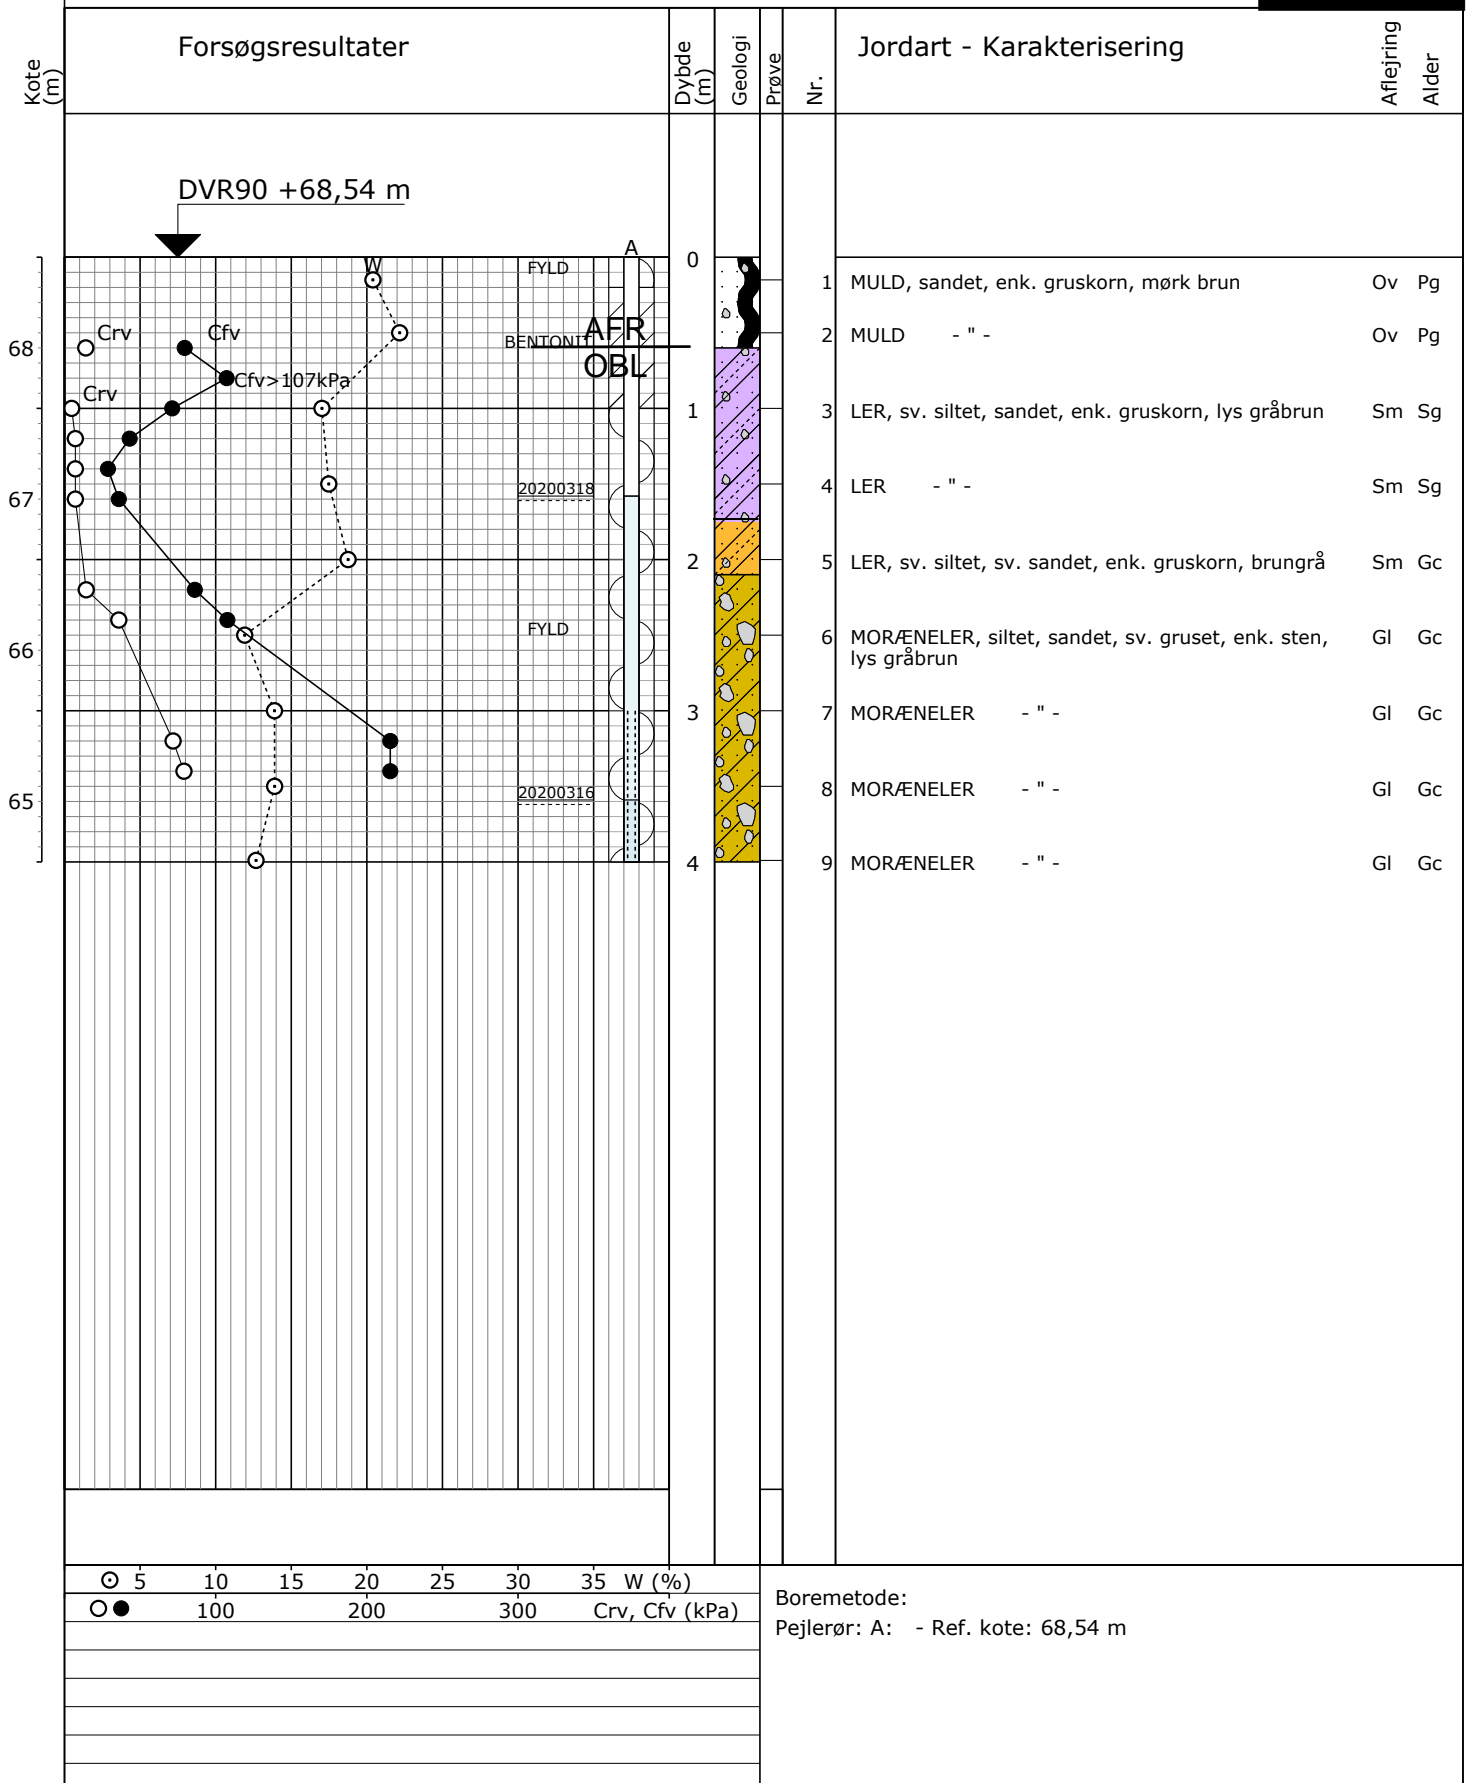 Kote (m)
Forsøgsresultater
Dybde (m)
Geologi
Prøve
Nr.
Jordart - Karakterisering
Aflejring
Alder
DVR90 +68,54 m
A
W
FYLD
0
1 MULD, sandet, enk. gruskorn, mørk brun Ov Pg
Crv
Cfv
BENTONIT
AFR
2 MULD - " - Ov Pg
68
OBL
Cfv>107kPa
Crv
1
3 LER, sv. siltet, sandet, enk. gruskorn, lys gråbrun Sm Sg
20200318
4 LER - " - Sm Sg
67
2
5 LER, sv. siltet, sv. sandet, enk. gruskorn, brungrå Sm Gc
FYLD
6 MORÆNELER, siltet, sandet, sv. gruset, enk. sten, Gl Gc
lys gråbrun
66
3
7 MORÆNELER - " - Gl Gc
20200316
8 MORÆNELER - " - Gl Gc
65
4
9 MORÆNELER - " - Gl Gc
5 10 15 20 25 30 35 W (%)
100 200 300 Crv, Cfv (kPa)
Boremetode:
Pejlerør: A: - Ref. kote: 68,54 m